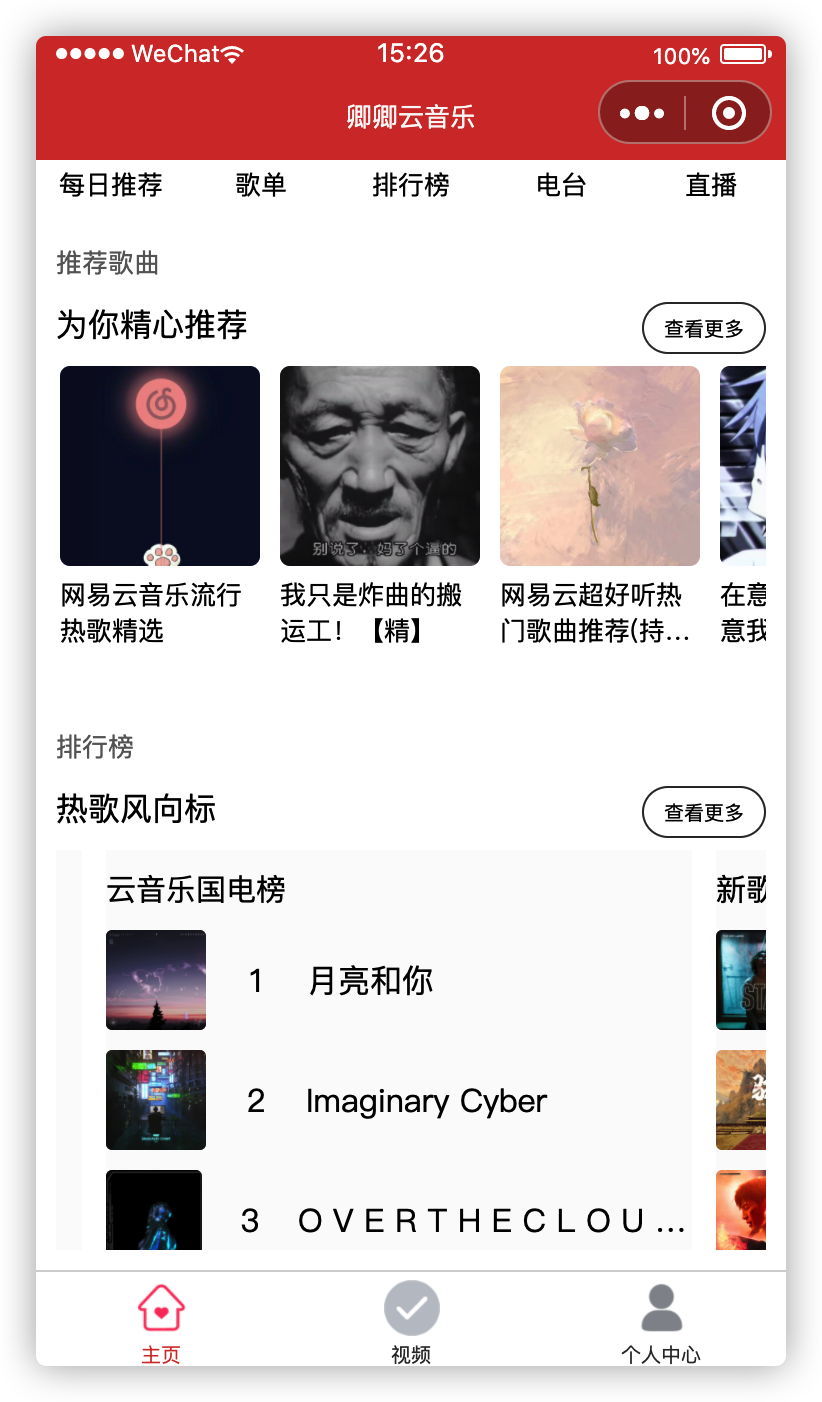 WeChat
15:26
100%
卿卿云音乐
每日推荐
歌单
排行榜
电台
直播
推荐歌曲
为你精心推荐
查看更多
别说了，妈了个逼的
网易云音乐流行
热歌精选
我只是炸曲的搬
运工！【精】
网易云超好听热
门歌曲推荐(持...
在意
意我
排行榜
热歌风向标
查看更多
云音乐国电榜
新歌
1 月亮和你
2 Imaginary Cyber
3 O V E R T H E C L O U ...
主页
视频
个人中心